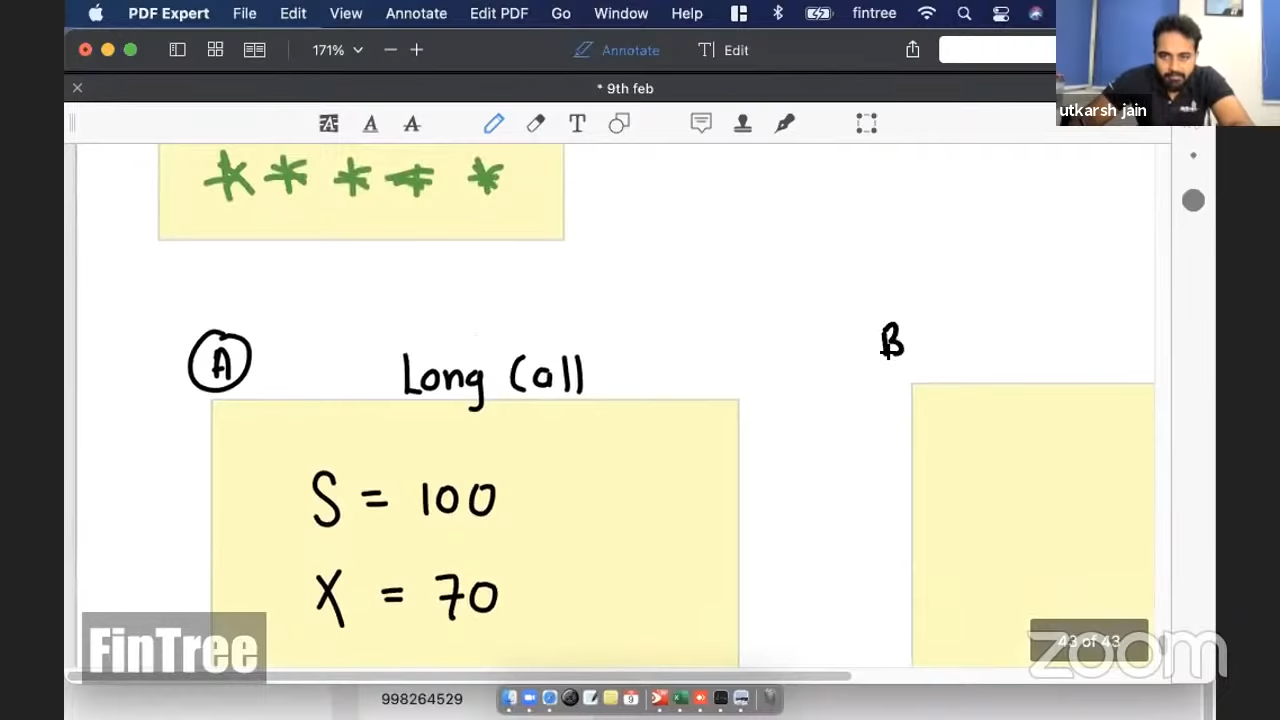 PDF Expert File Edit View Annotate Edit PDF Go Window Help fintree
171% Annotate T Edit
* 9th feb
utkarsh jain
A Long Call B
S = 100
X = 70
FinTree
43 of 43
zoom
998264529